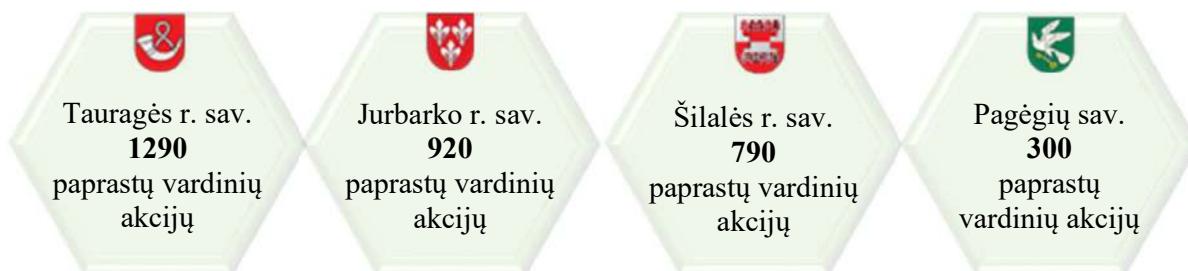 Tauragės r. sav.
1290
paprastų vardinių
akcijų
Jurbarko r. sav.
920
paprastų vardinių
akcijų
Šilalės r. sav.
790
paprastų vardinių
akcijų
Pagėgių sav.
300
paprastų
vardinių akcijų